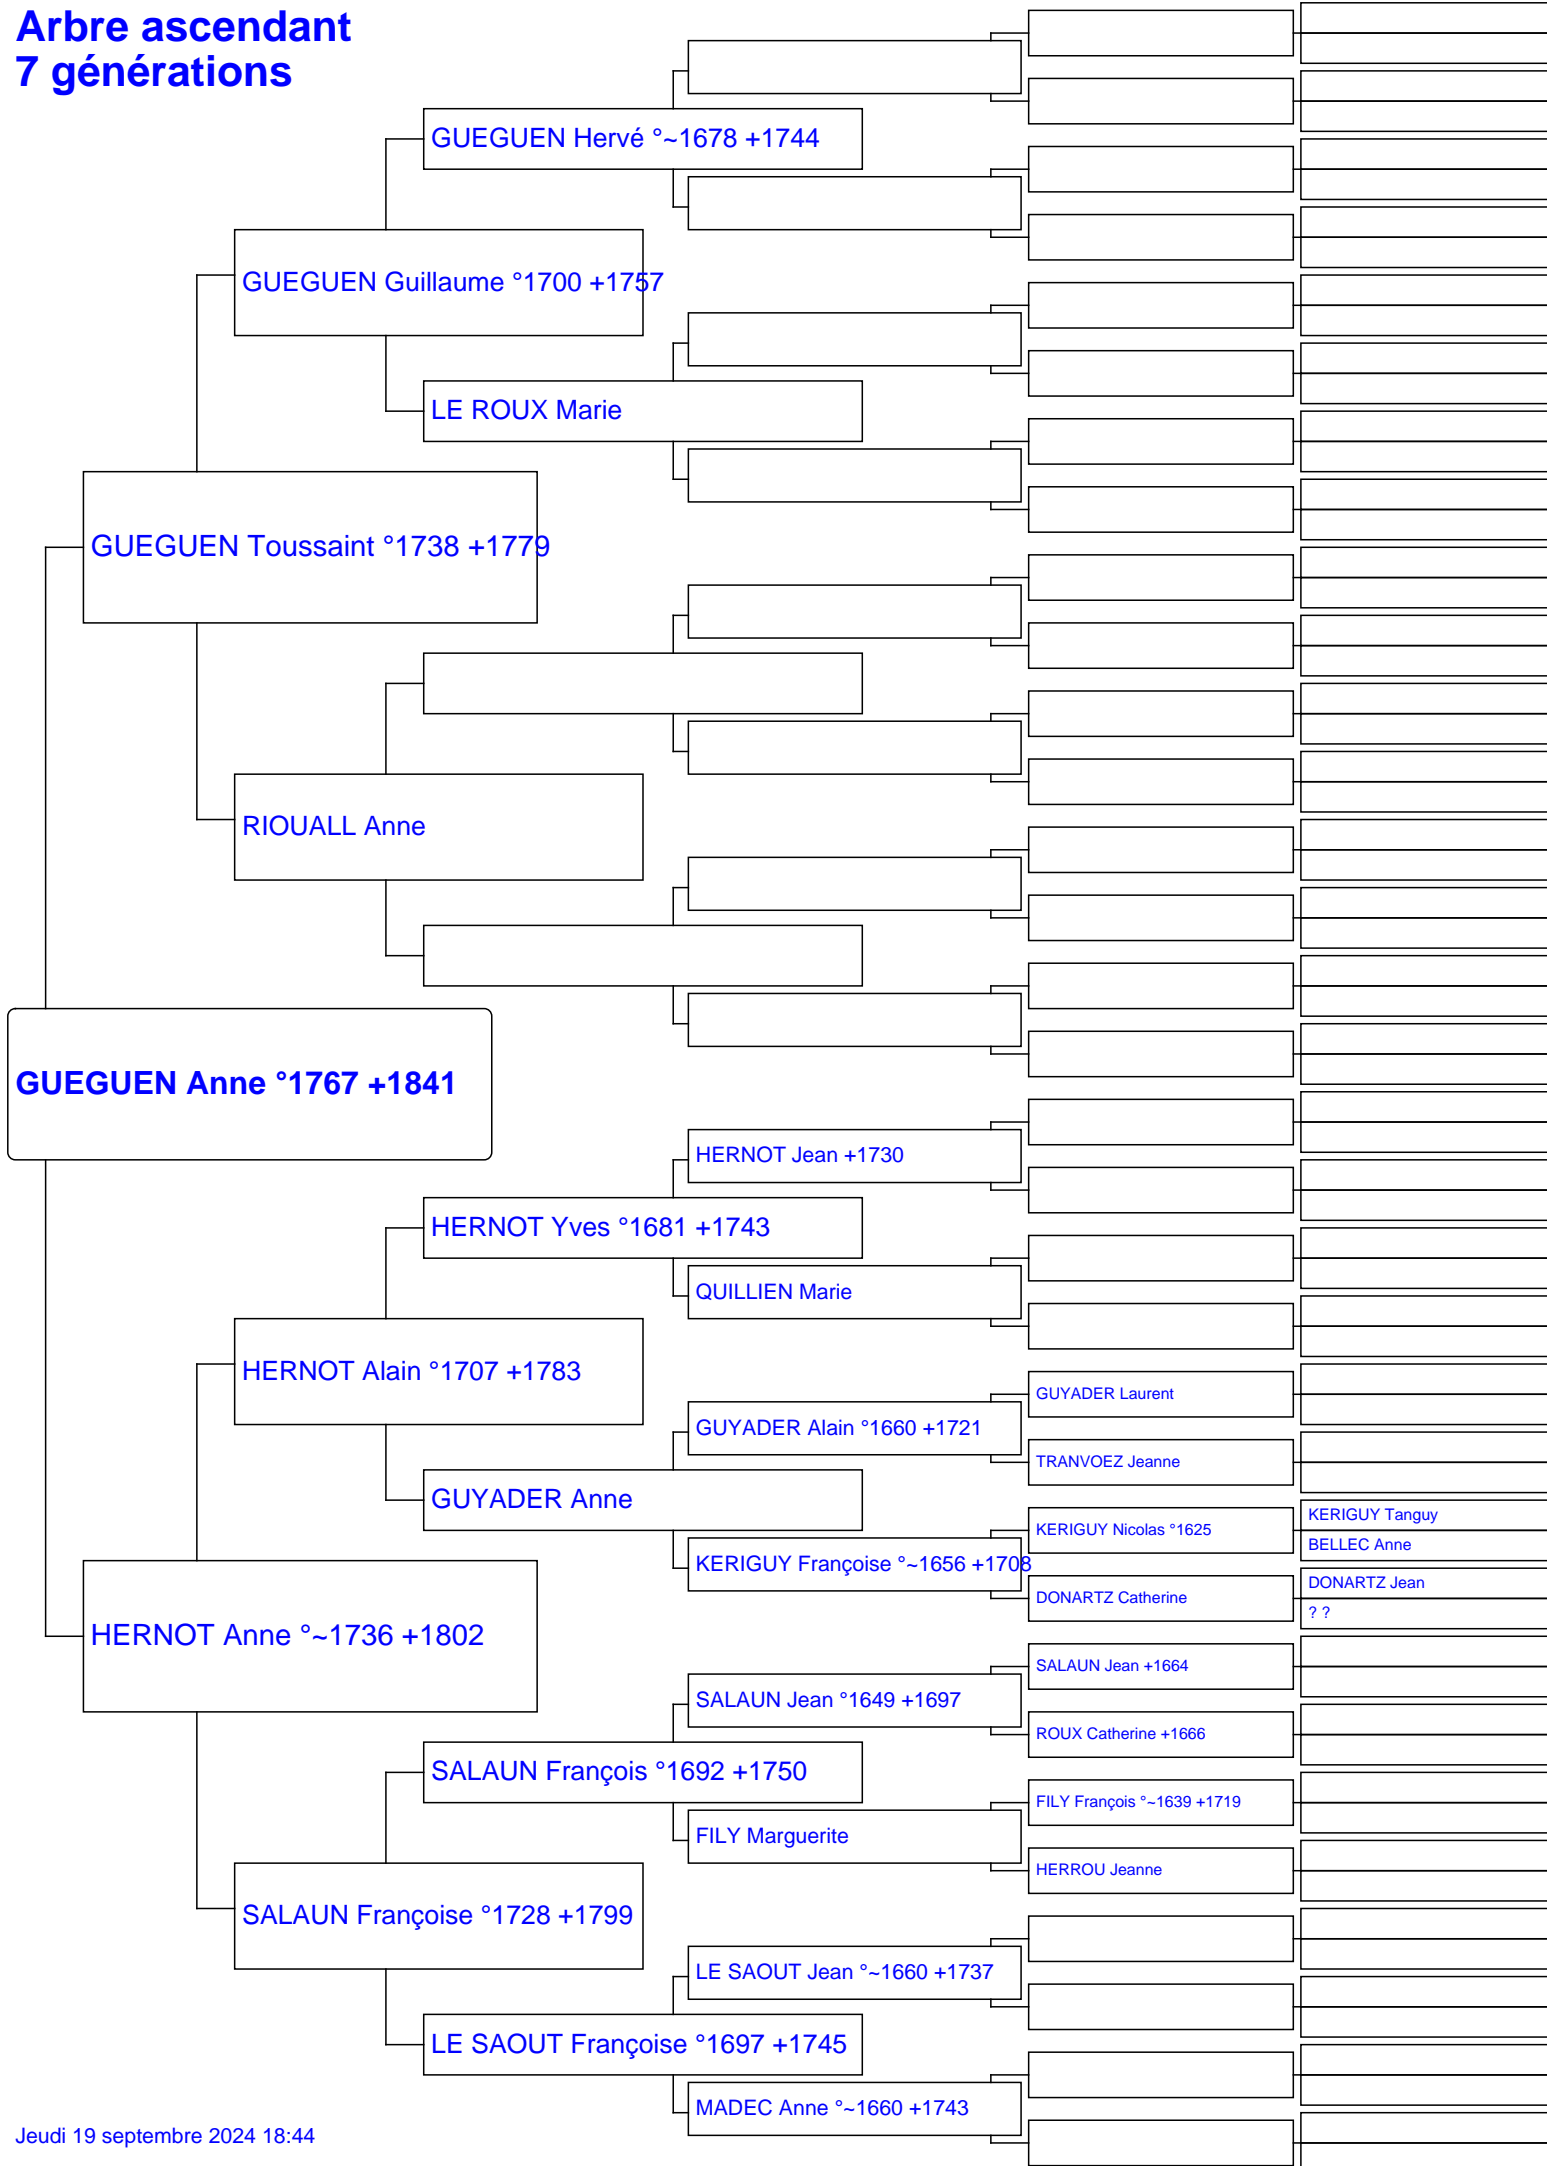 Arbre ascendant
7 générations
GUEGUEN Hervé °~1678 +1744
GUEGUEN Guillaume °1700 +1757
LE ROUX Marie
GUEGUEN Toussaint °1738 +1779
RIOUALL Anne
GUEGUEN Anne °1767 +1841
HERNOT Jean +1730
HERNOT Yves °1681 +1743
QUILLIEN Marie
HERNOT Alain °1707 +1783
GUYADER Laurent
GUYADER Alain °1660 +1721
TRANVOEZ Jeanne
GUYADER Anne
KERIGUY Tanguy
KERIGUY Nicolas °1625
BELLEC Anne
KERIGUY Françoise °~1656 +1708
DONARTZ Jean
DONARTZ Catherine
? ?
HERNOT Anne °~1736 +1802
SALAUN Jean +1664
SALAUN Jean °1649 +1697
ROUX Catherine +1666
SALAUN François °1692 +1750
FILY François °~1639 +1719
FILY Marguerite
HERROU Jeanne
SALAUN Françoise °1728 +1799
LE SAOUT Jean °~1660 +1737
LE SAOUT Françoise °1697 +1745
MADEC Anne °~1660 +1743
Jeudi 19 septembre 2024 18:44